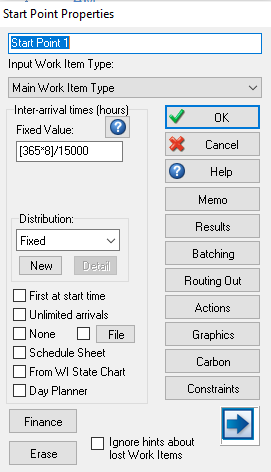 Start Point Properties
Start Point 1
Input Work Item Type:
Main Work Item Type
Inter-arrival times (hours)
Fixed Value:
[365*8]/15000
Distribution:
Fixed
New
Detail
First at start time
Unlimited arrivals
None
File
Schedule Sheet
From WI State Chart
Day Planner
OK
Cancel
Help
Memo
Results
Batching
Routing Out
Actions
Graphics
Carbon
Constraints
Finance
Erase
Ignore hints about
lost Work Items